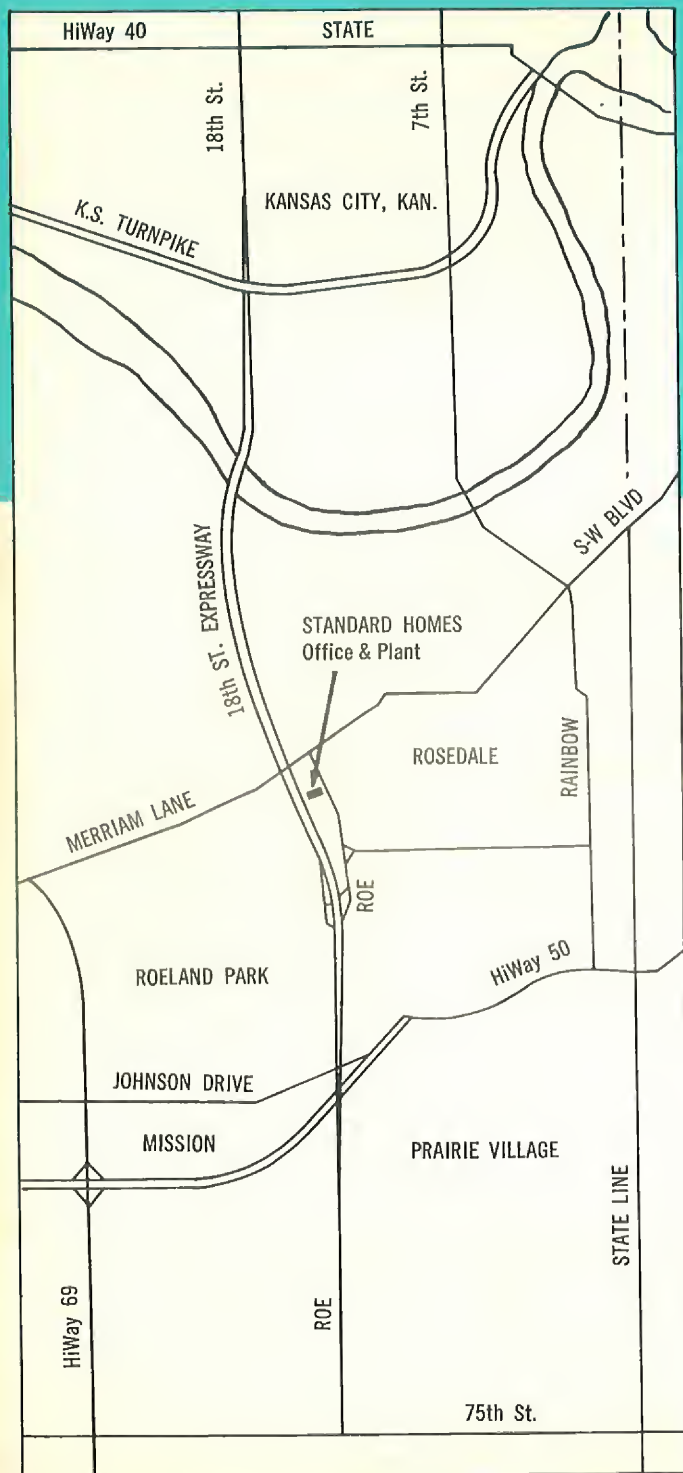 HiWay 40
STATE
18th St.
7th St.
KANSAS CITY, KAN.
K.S. TURNPIKE
S-W BLVD
18th ST. EXPRESSWAY
STANDARD HOMES
Office & Plant
ROSEDALE
RAINBOW
MERRIAM LANE
ROE
HiWay 50
ROELAND PARK
JOHNSON DRIVE
MISSION
PRAIRIE VILLAGE
STATE LINE
HiWay 69
ROE
75th St.